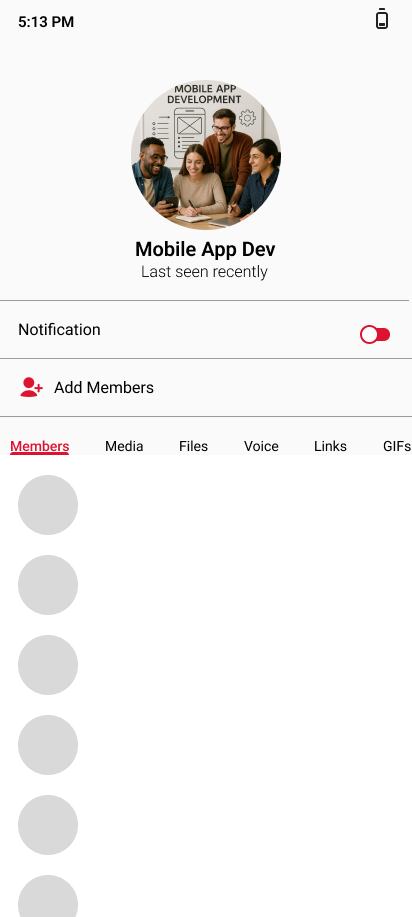 5:13 PM
MOBILE APP
DEVELOPMENT
Mobile App Dev
Last seen recently
Notification
Add Members
Members Media Files Voice Links GIFs